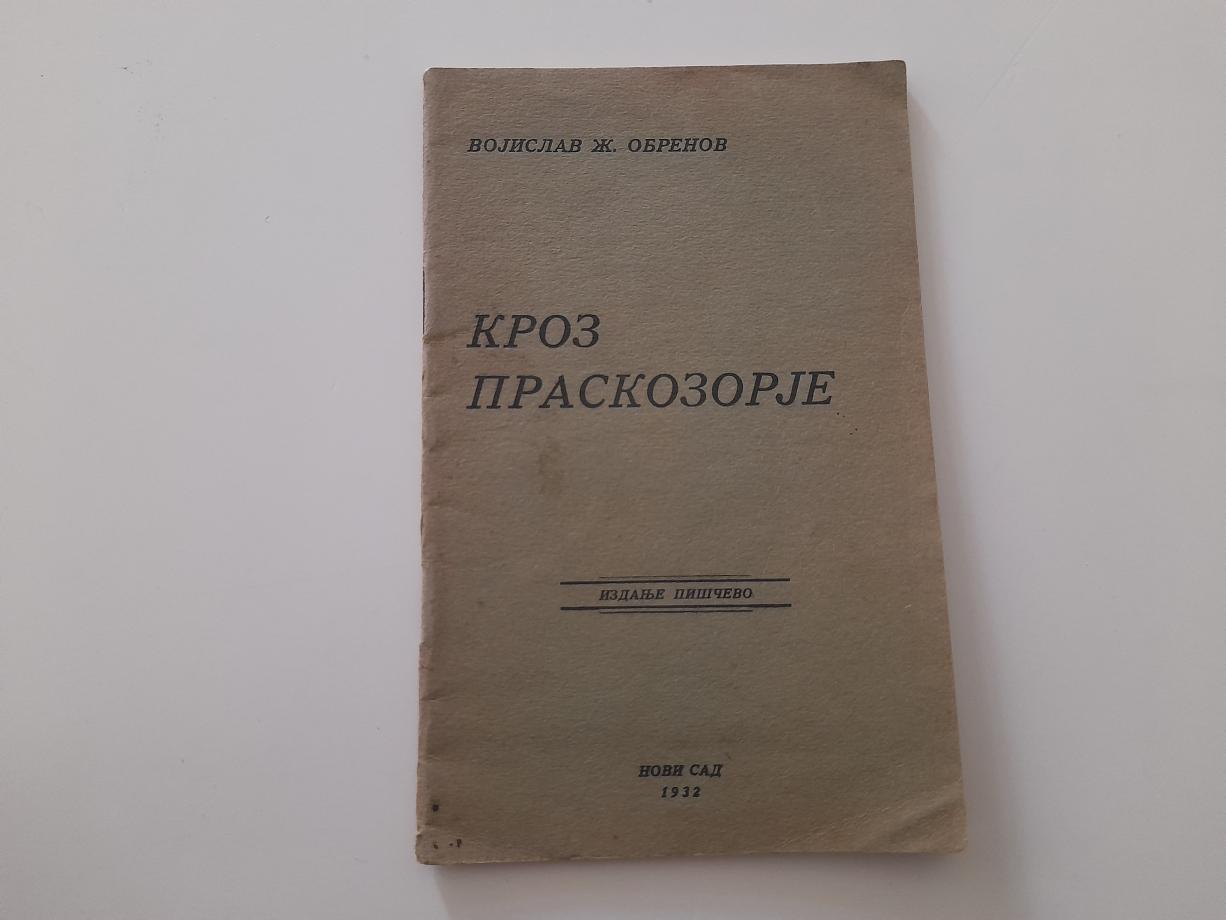 ВОЈИСЛАВ Ж. ОБРЕНОВ
КРОЗ
ПРАСКОЗОРЈЕ
ИЗДАЊЕ ПИШЧЕВО
НОВИ САД
1932